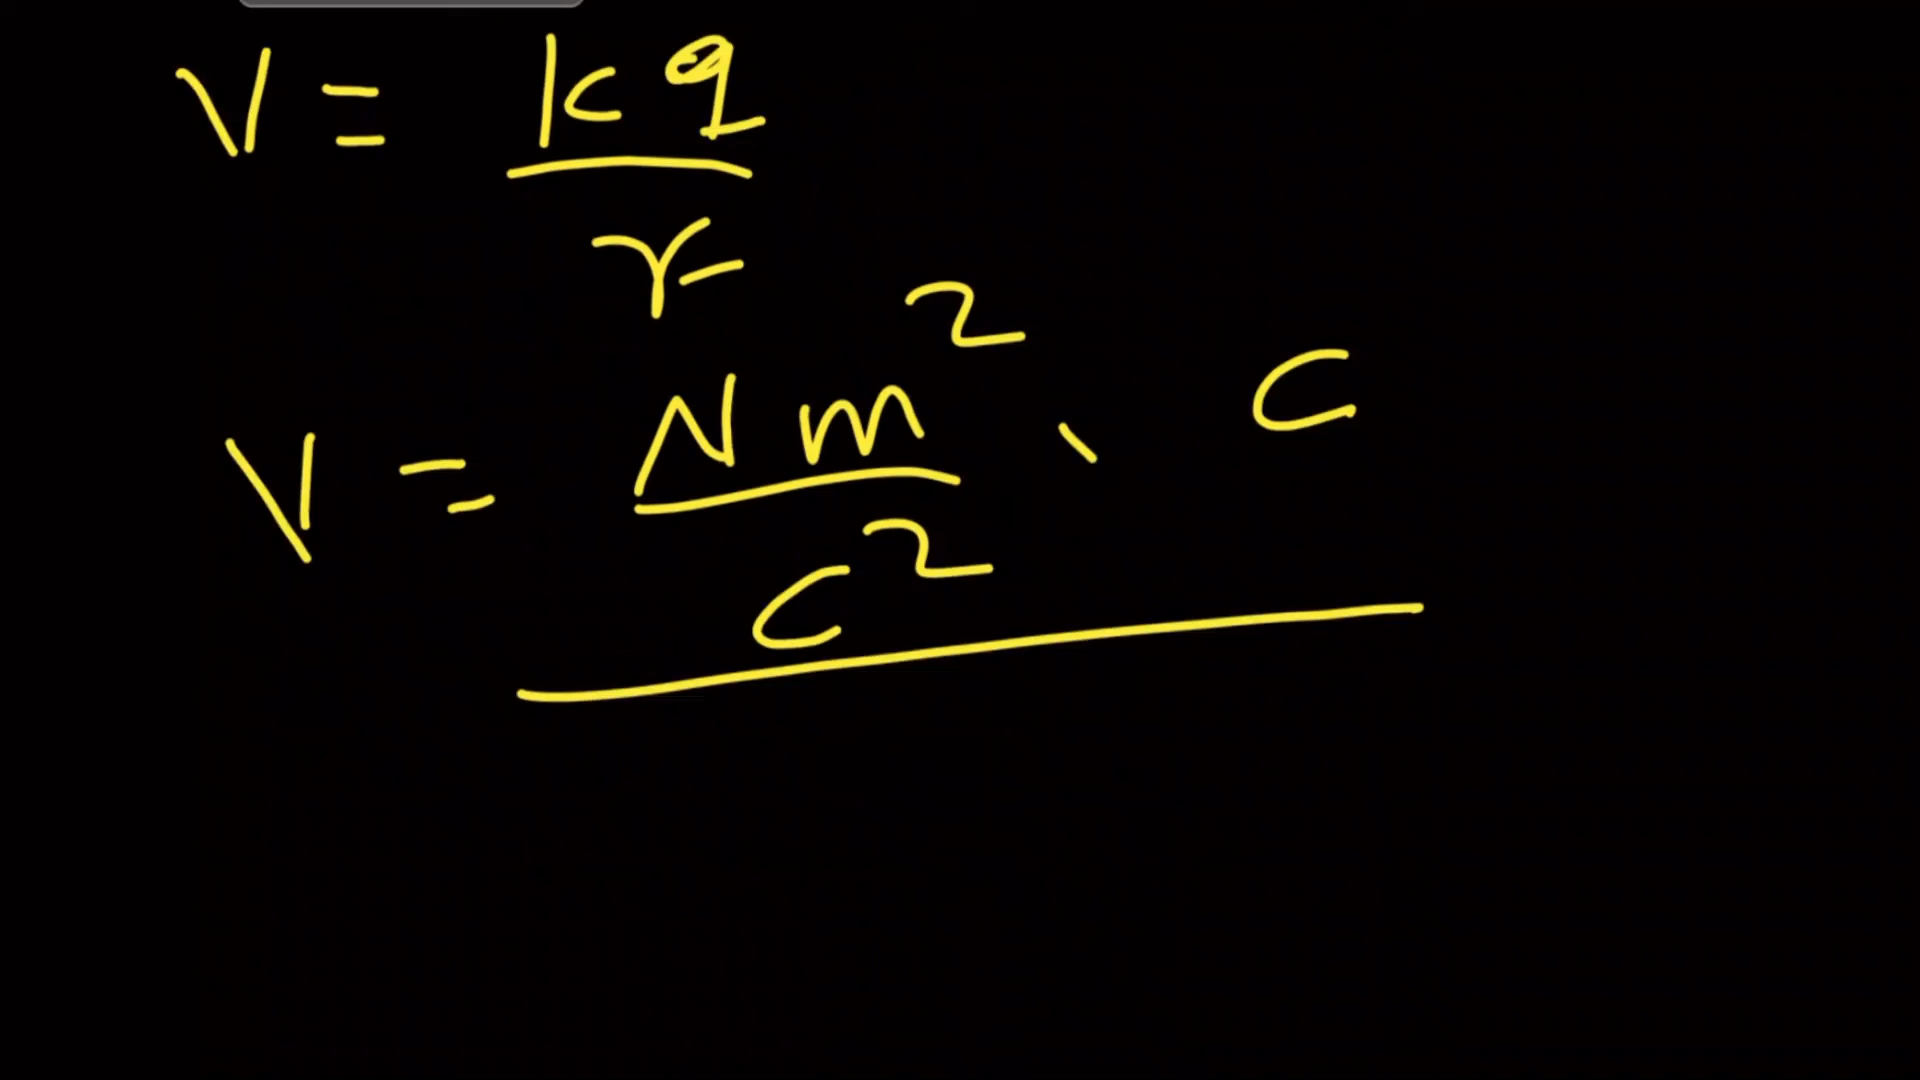 V = kq
r
V = Nm² · C
C²